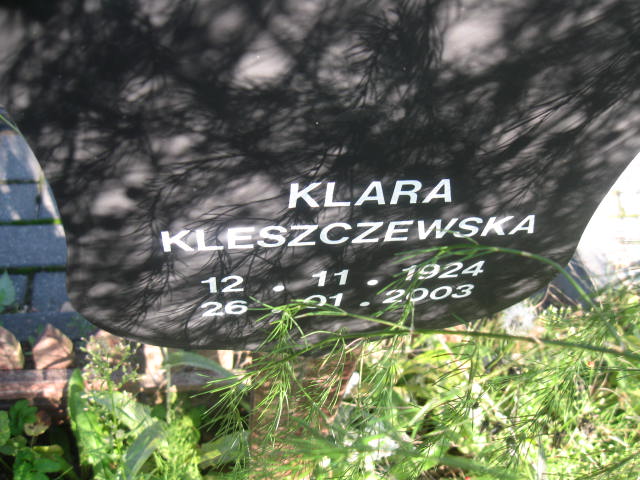 KLARA
KLESZCZEWSKA
12 • 11 • 1924
26 • 01 • 2003